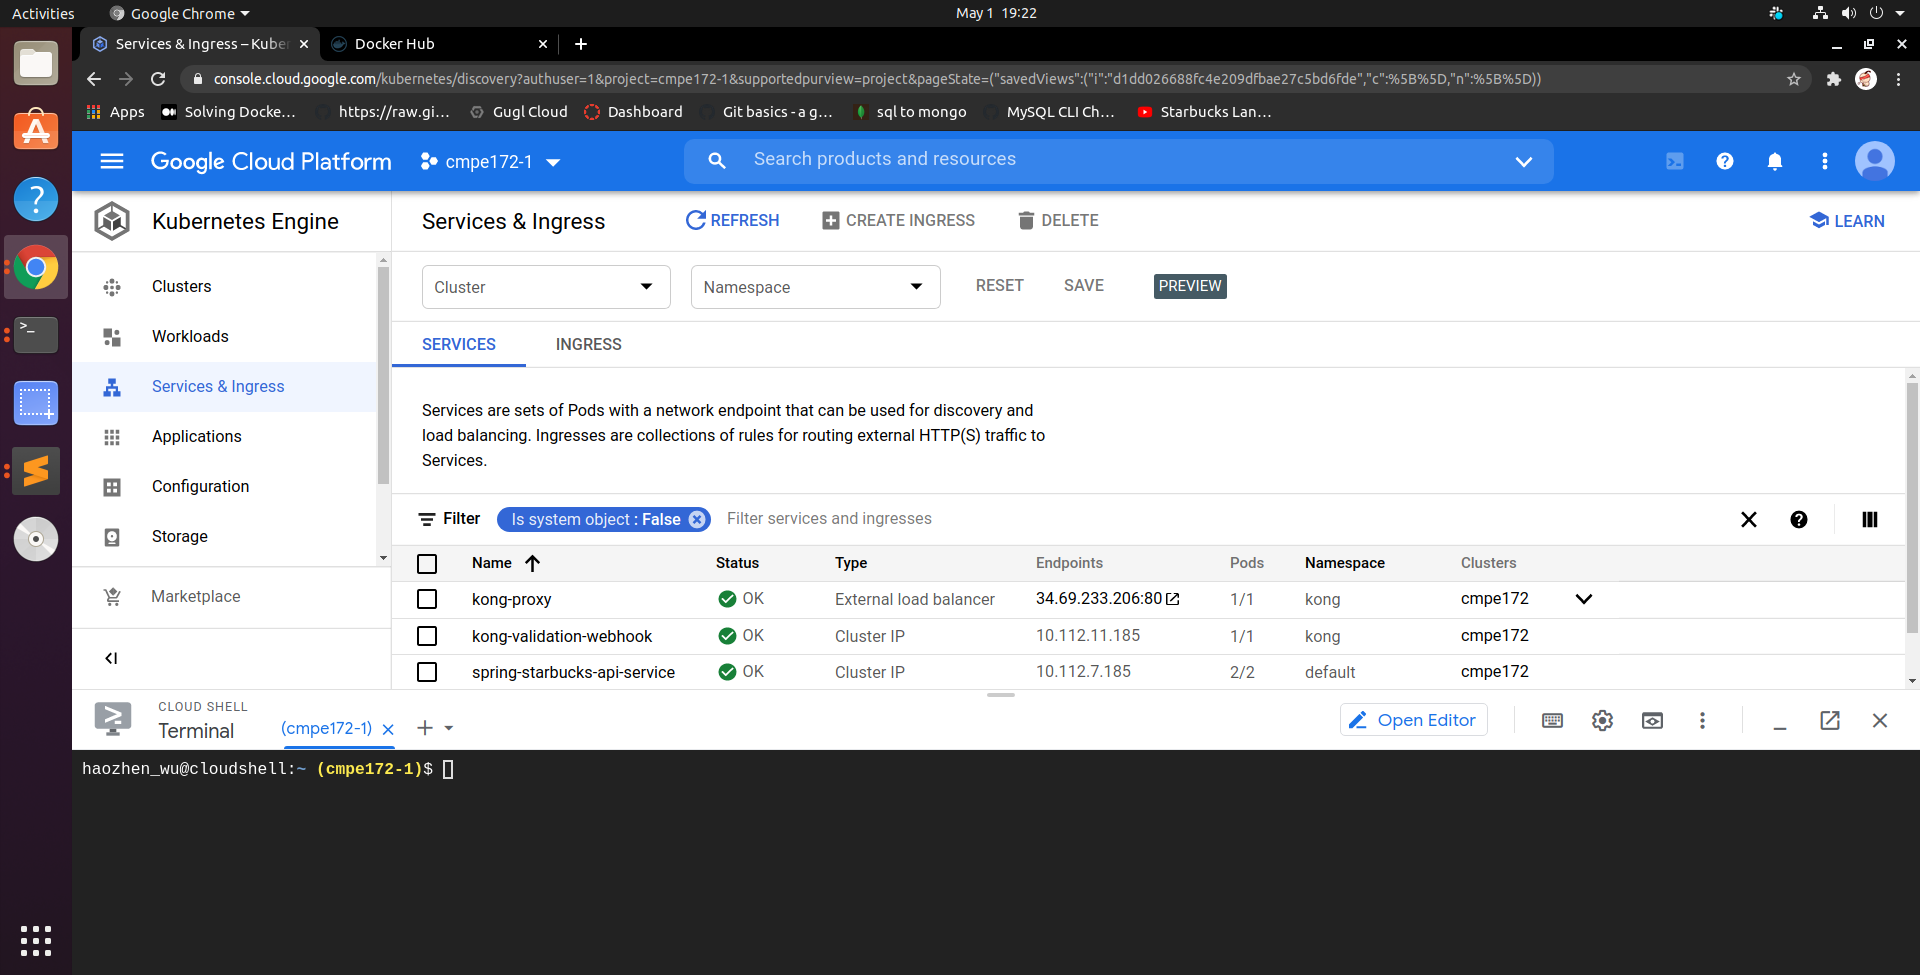 Activities
Google Chrome
May 1 19:22
Services & Ingress – Kuber
Docker Hub
console.cloud.google.com/kubernetes/discovery?authuser=1&project=cmpe172-1&supportedpurview=project&pageState=("savedViews":("i":"d1dd026688fc4e209dfbae27c5bd6fde","c":%5B%5D,"n":%5B%5D))
Apps
Solving Docke...
https://raw.gi...
Gugl Cloud
Dashboard
Git basics - a g...
sql to mongo
MySQL CLI Ch...
Starbucks Lan...
Google Cloud Platform
cmpe172-1
Search products and resources
Kubernetes Engine
Services & Ingress
REFRESH
CREATE INGRESS
DELETE
LEARN
Clusters
Workloads
Services & Ingress
Applications
Configuration
Storage
Marketplace
Cluster
Namespace
RESET
SAVE
PREVIEW
SERVICES
INGRESS
Services are sets of Pods with a network endpoint that can be used for discovery and
load balancing. Ingresses are collections of rules for routing external HTTP(S) traffic to
Services.
Filter
Is system object : False
Filter services and ingresses
Name Status Type Endpoints Pods Namespace Clusters
kong-proxy OK External load balancer 34.69.233.206:80 1/1 kong cmpe172
kong-validation-webhook OK Cluster IP 10.112.11.185 1/1 kong cmpe172
spring-starbucks-api-service OK Cluster IP 10.112.7.185 2/2 default cmpe172
CLOUD SHELL
Terminal
(cmpe172-1)
Open Editor
haozhen_wu@cloudshell:~ (cmpe172-1)$